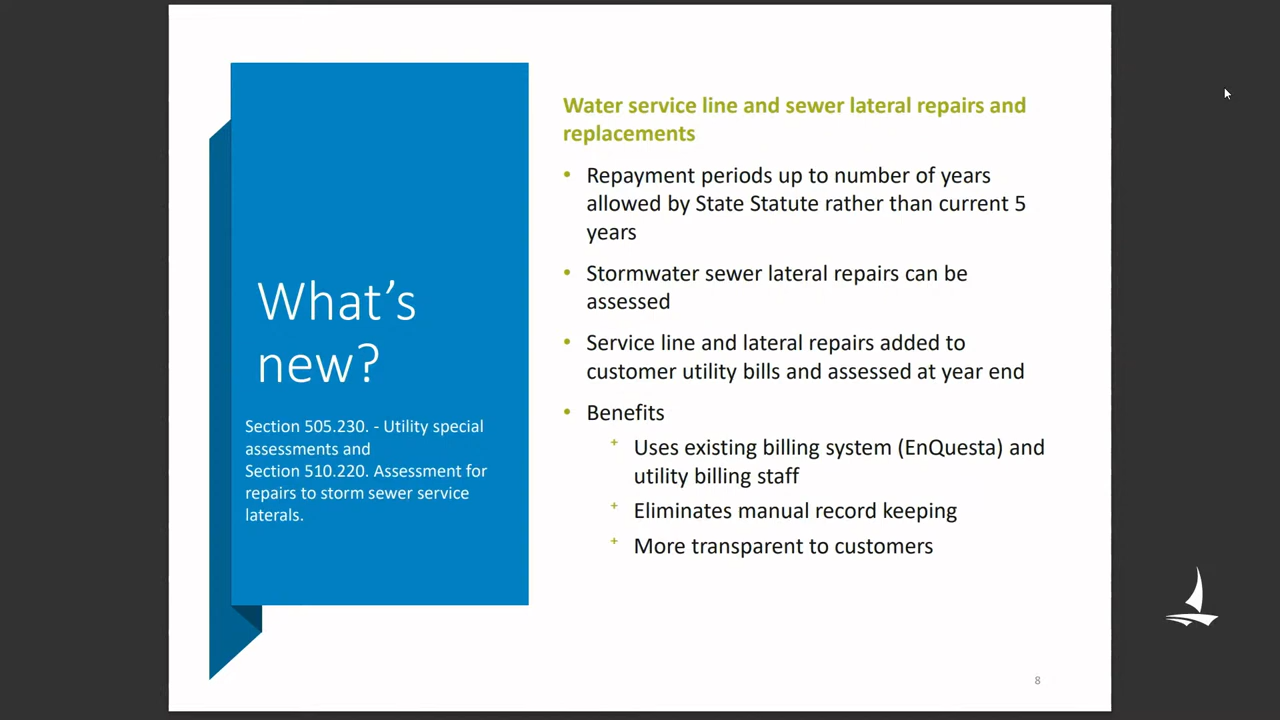 What's
new?
Section 505.230. - Utility special
assessments and
Section 510.220. Assessment for
repairs to storm sewer service
laterals.
Water service line and sewer lateral repairs and
replacements
• Repayment periods up to number of years
allowed by State Statute rather than current 5
years
• Stormwater sewer lateral repairs can be
assessed
• Service line and lateral repairs added to
customer utility bills and assessed at year end
• Benefits
+ Uses existing billing system (EnQuesta) and
utility billing staff
+ Eliminates manual record keeping
+ More transparent to customers
8